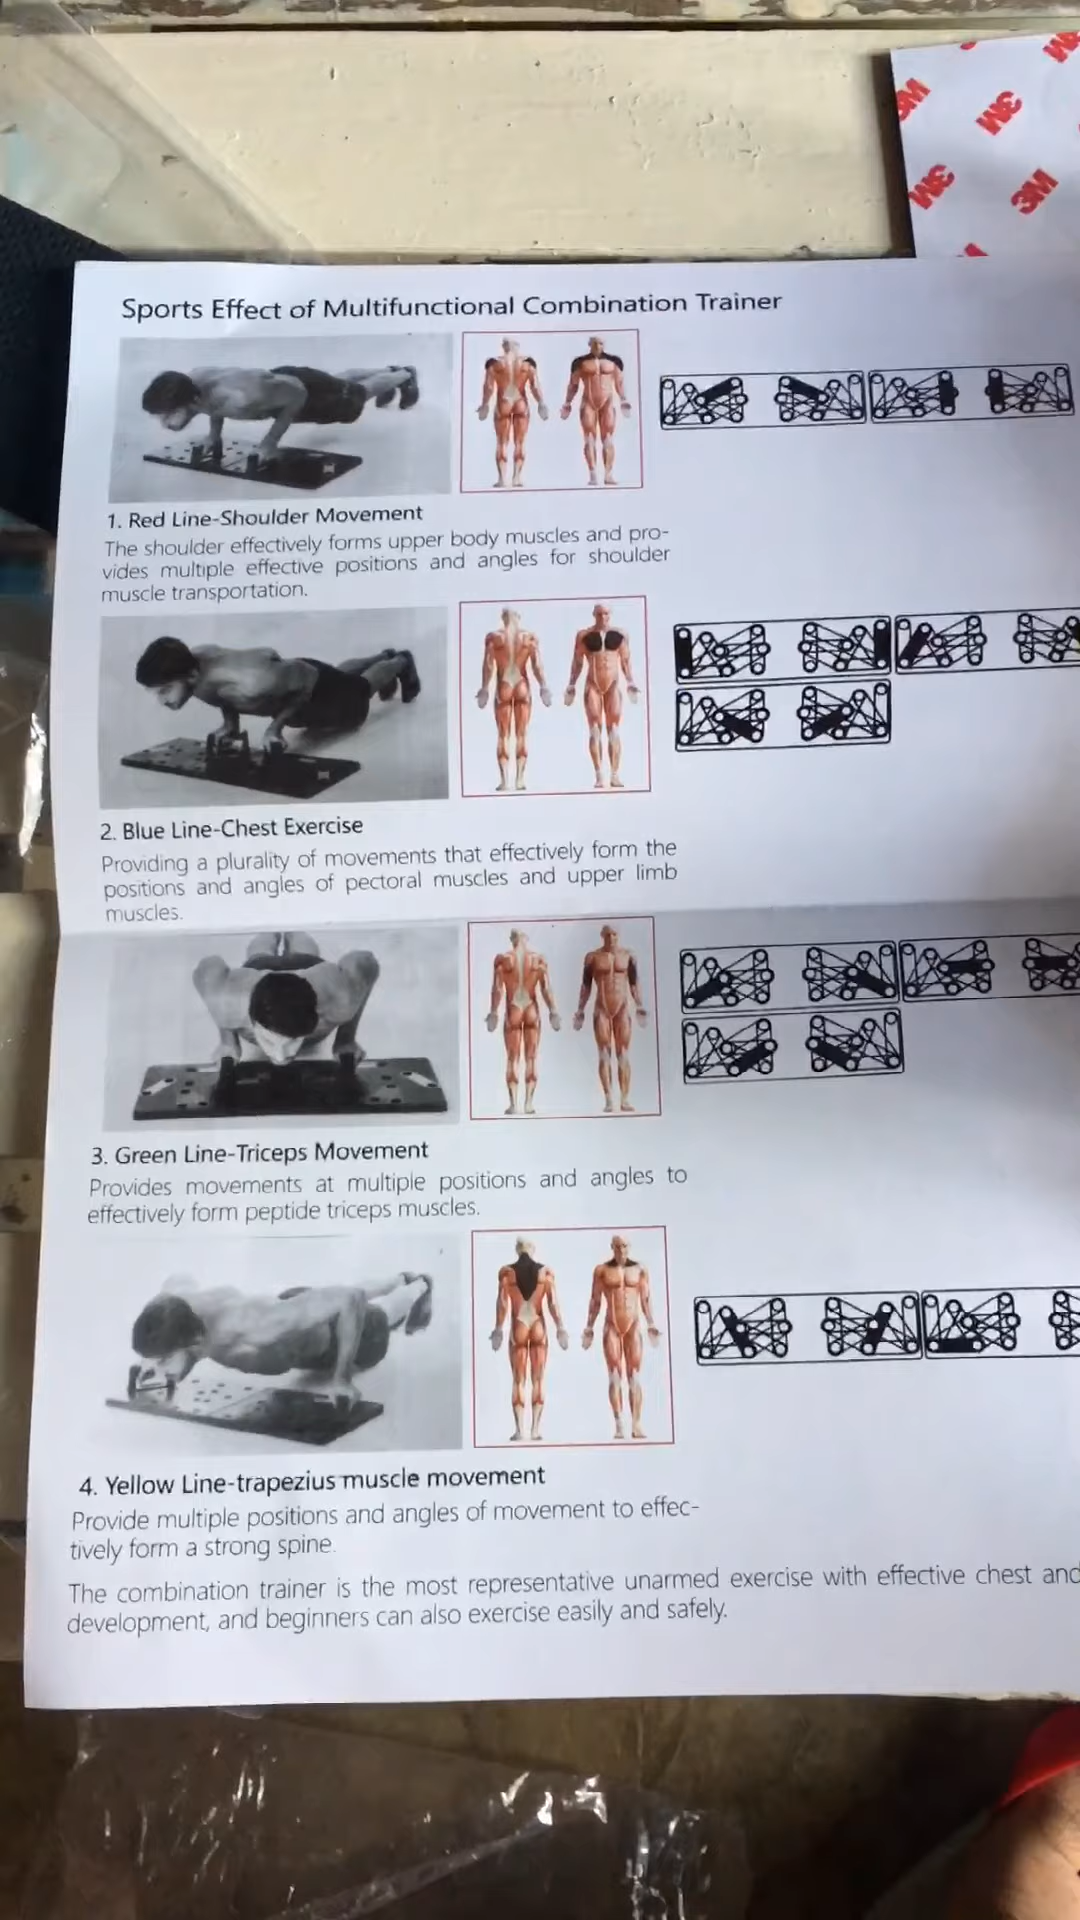 3M
3M
3M
3M
3M
Sports Effect of Multifunctional Combination Trainer
1. Red Line-Shoulder Movement
The shoulder effectively forms upper body muscles and pro-
vides multiple effective positions and angles for shoulder
muscle transportation.
2. Blue Line-Chest Exercise
Providing a plurality of movements that effectively form the
positions and angles of pectoral muscles and upper limb
muscles.
3. Green Line-Triceps Movement
Provides movements at multiple positions and angles to
effectively form peptide triceps muscles.
4. Yellow Line-trapezius muscle movement
Provide multiple positions and angles of movement to effec-
tively form a strong spine.
The combination trainer is the most representative unarmed exercise with effective chest and
development, and beginners can also exercise easily and safely.